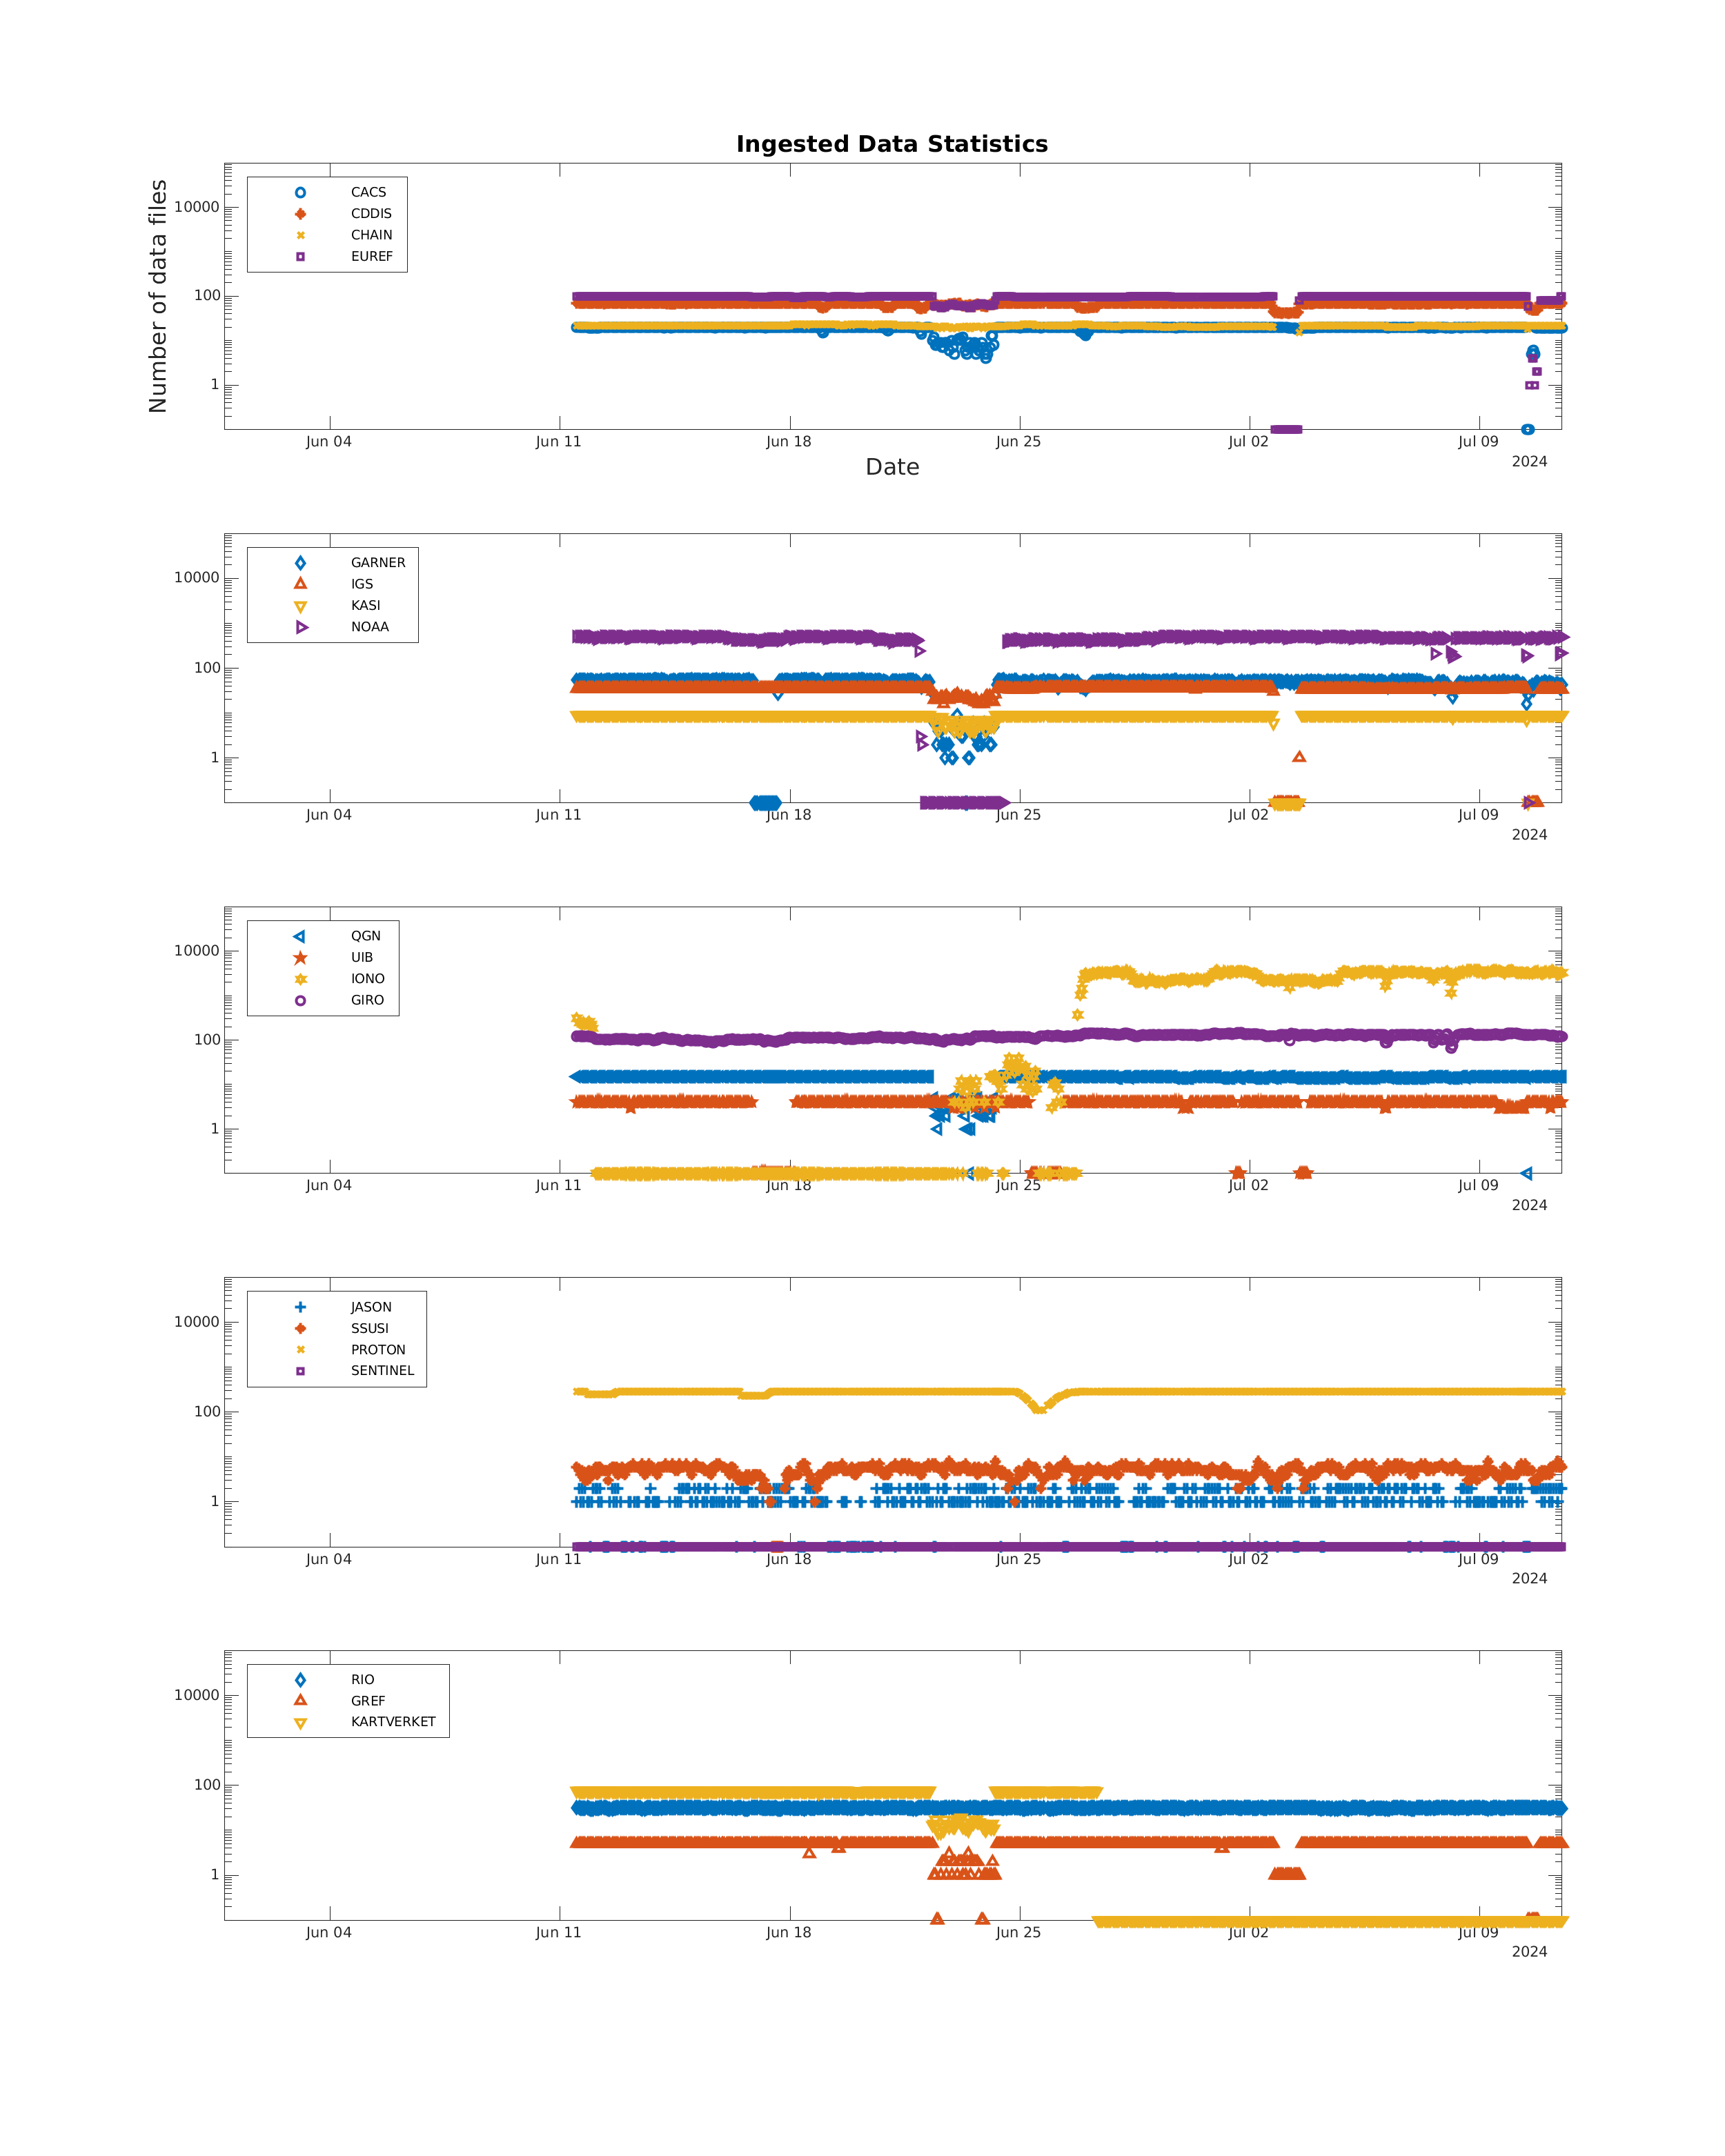 Ingested Data Statistics
Number of data files
10000
100
1
CACS
CDDIS
CHAIN
EUREF
Jun 04 Jun 11 Jun 18 Jun 25 Jul 02 Jul 09
2024
Date
10000
100
1
GARNER
IGS
KASI
NOAA
Jun 04 Jun 11 Jun 18 Jun 25 Jul 02 Jul 09
2024
10000
100
1
QGN
UIB
IONO
GIRO
Jun 04 Jun 11 Jun 18 Jun 25 Jul 02 Jul 09
2024
10000
100
1
JASON
SSUSI
PROTON
SENTINEL
Jun 04 Jun 11 Jun 18 Jun 25 Jul 02 Jul 09
2024
10000
100
1
RIO
GREF
KARTVERKET
Jun 04 Jun 11 Jun 18 Jun 25 Jul 02 Jul 09
2024